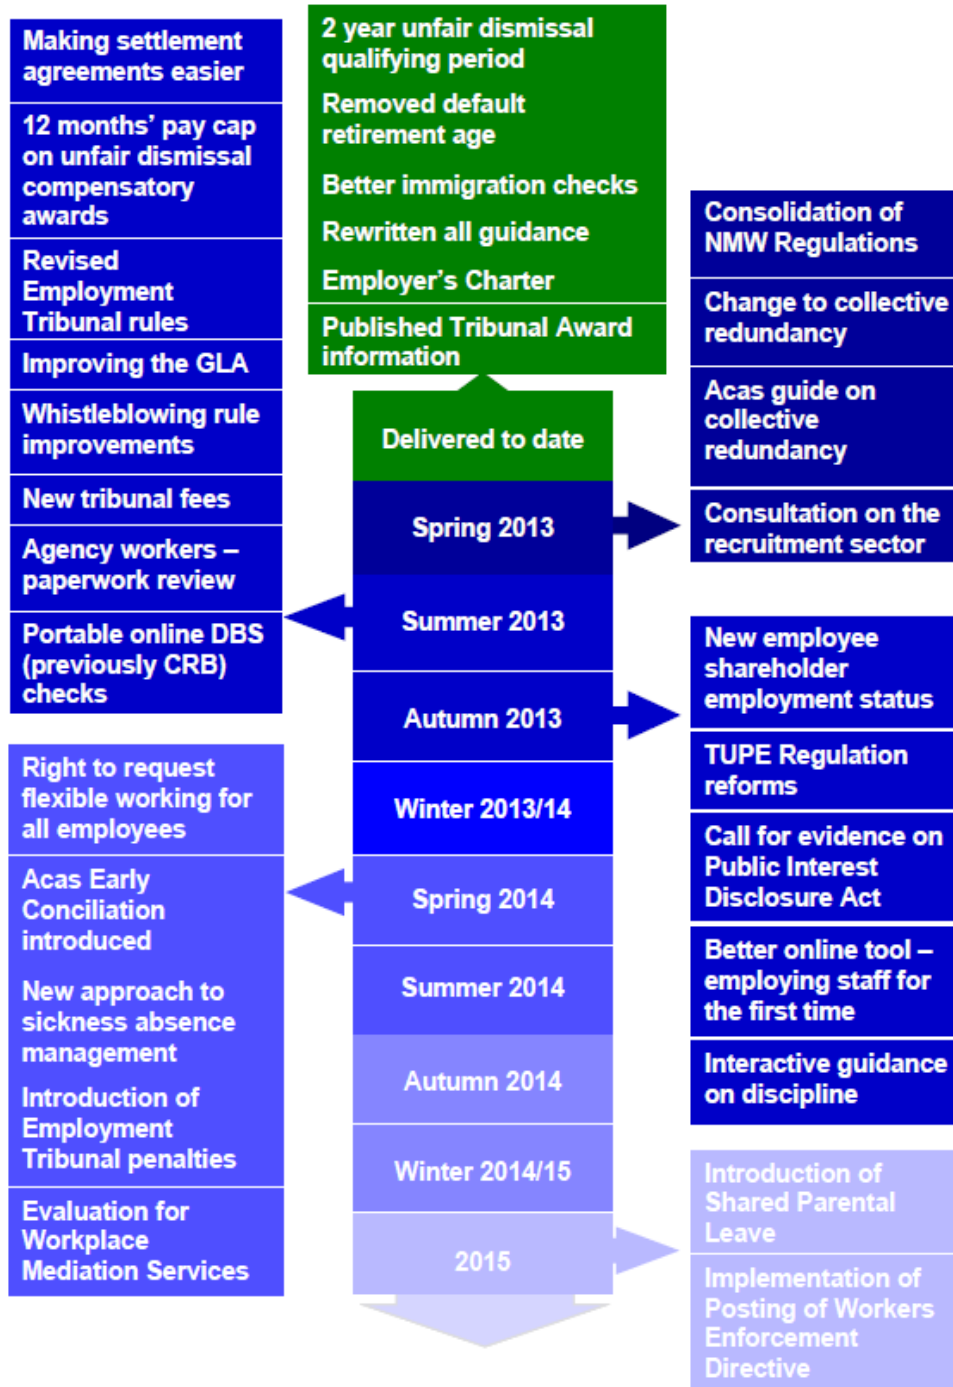 Making settlement
agreements easier
12 months’ pay cap
on unfair dismissal
compensatory
awards
Revised
Employment
Tribunal rules
Improving the GLA
Whistleblowing rule
improvements
New tribunal fees
Agency workers –
paperwork review
Portable online DBS
(previously CRB)
checks
2 year unfair dismissal
qualifying period
Removed default
retirement age
Better immigration checks
Rewritten all guidance
Employer’s Charter
Published Tribunal Award
information
Consolidation of
NMW Regulations
Change to collective
redundancy
Acas guide on
collective
redundancy
Consultation on the
recruitment sector
Delivered to date
Spring 2013
Summer 2013
Autumn 2013
Winter 2013/14
Spring 2014
Summer 2014
Autumn 2014
Winter 2014/15
2015
New employee
shareholder
employment status
TUPE Regulation
reforms
Call for evidence on
Public Interest
Disclosure Act
Better online tool –
employing staff for
the first time
Interactive guidance
on discipline
Right to request
flexible working for
all employees
Acas Early
Conciliation
introduced
New approach to
sickness absence
management
Introduction of
Employment
Tribunal penalties
Evaluation for
Workplace
Mediation Services
Introduction of
Shared Parental
Leave
Implementation of
Posting of Workers
Enforcement
Directive